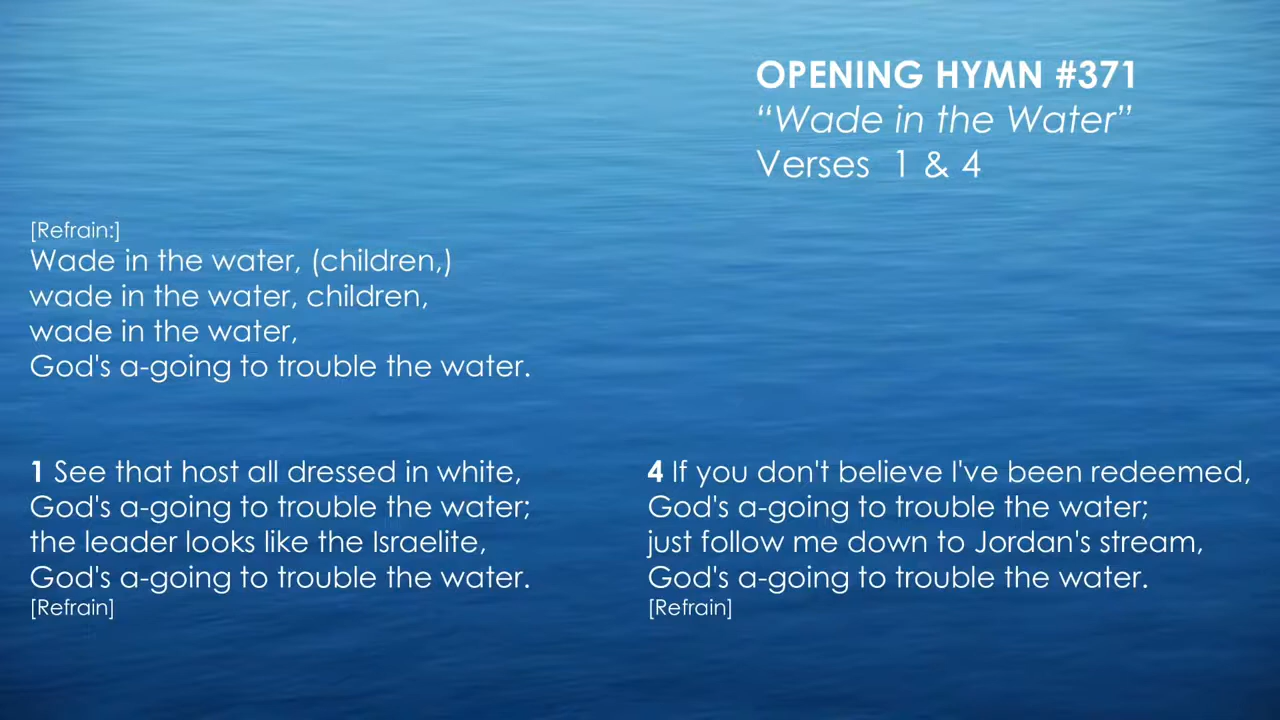 OPENING HYMN #371
“Wade in the Water”
Verses 1 & 4
[Refrain:]
Wade in the water, (children,)
wade in the water, children,
wade in the water,
God's a-going to trouble the water.
1 See that host all dressed in white,
God's a-going to trouble the water;
the leader looks like the Israelite,
God's a-going to trouble the water.
[Refrain]
4 If you don't believe I've been redeemed,
God's a-going to trouble the water;
just follow me down to Jordan's stream,
God's a-going to trouble the water.
[Refrain]